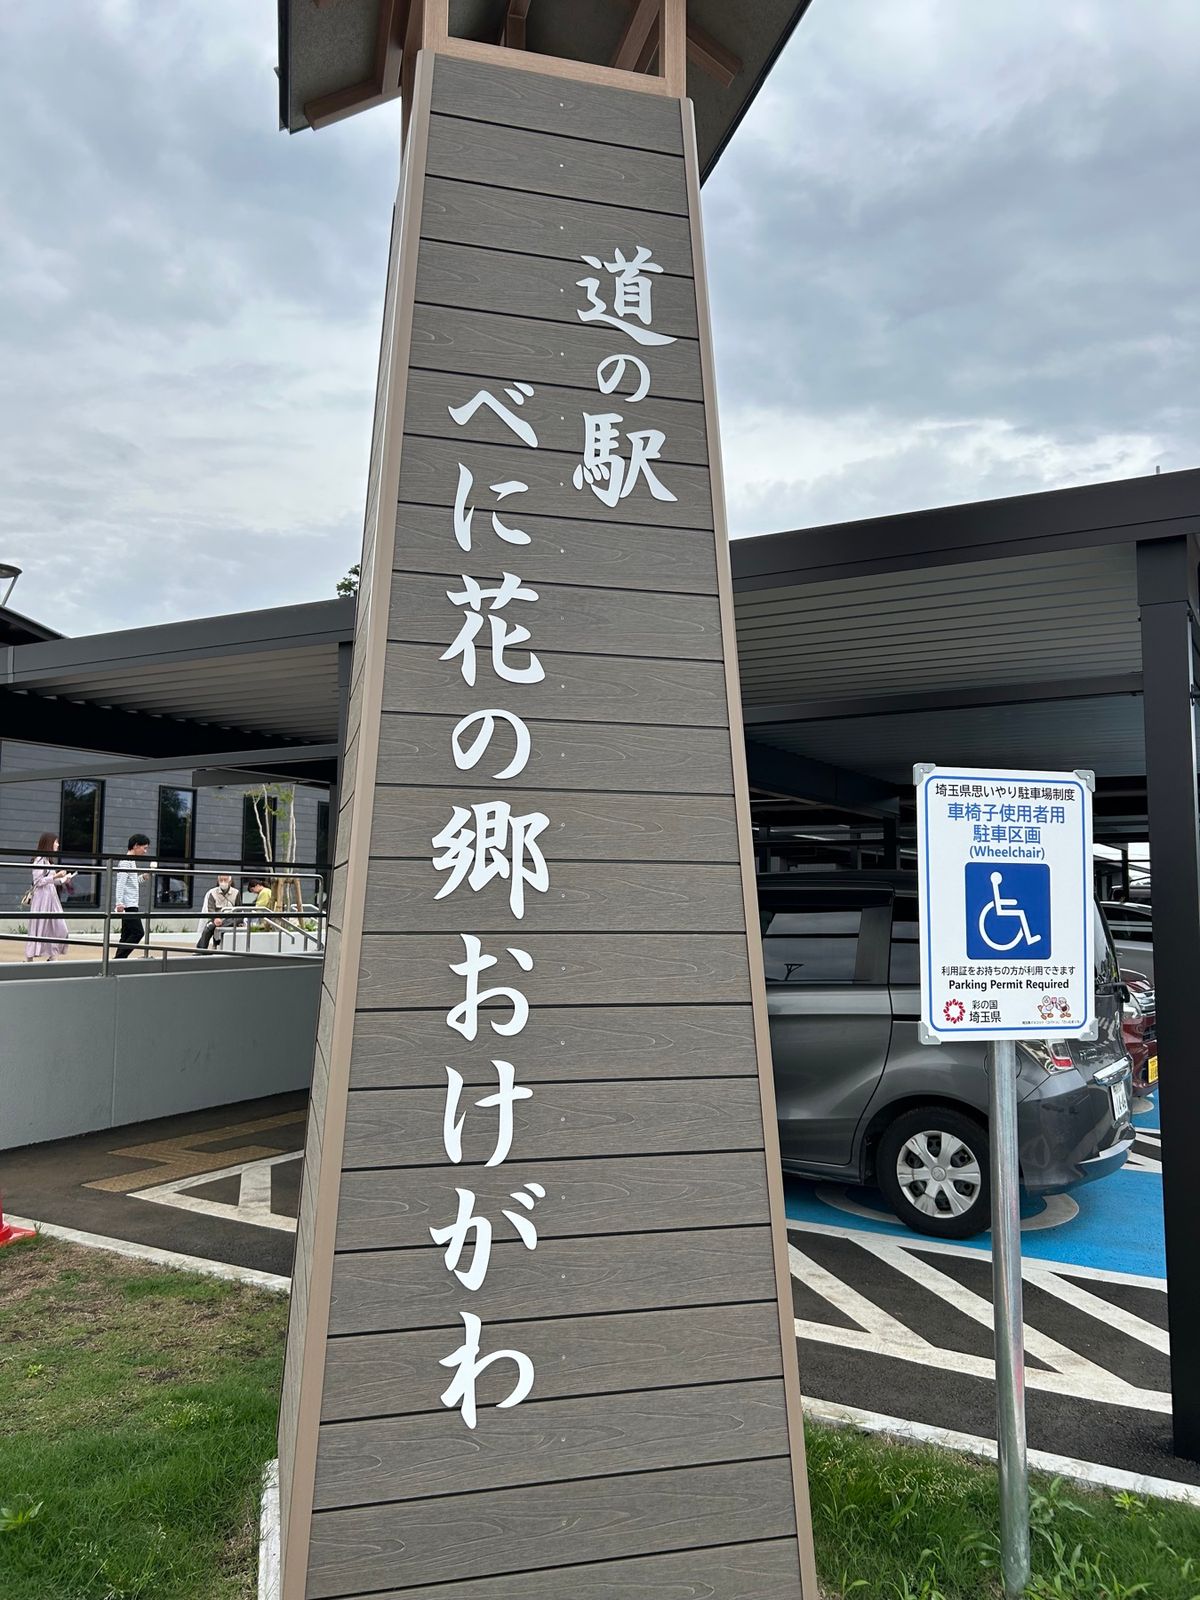 道の駅
べに花の郷おけがわ
埼玉県思いやり駐車場制度
車椅子使用者用
駐車区画
(Wheelchair)
利用証をお持ちの方が利用できます
Parking Permit Required
彩の国
埼玉県